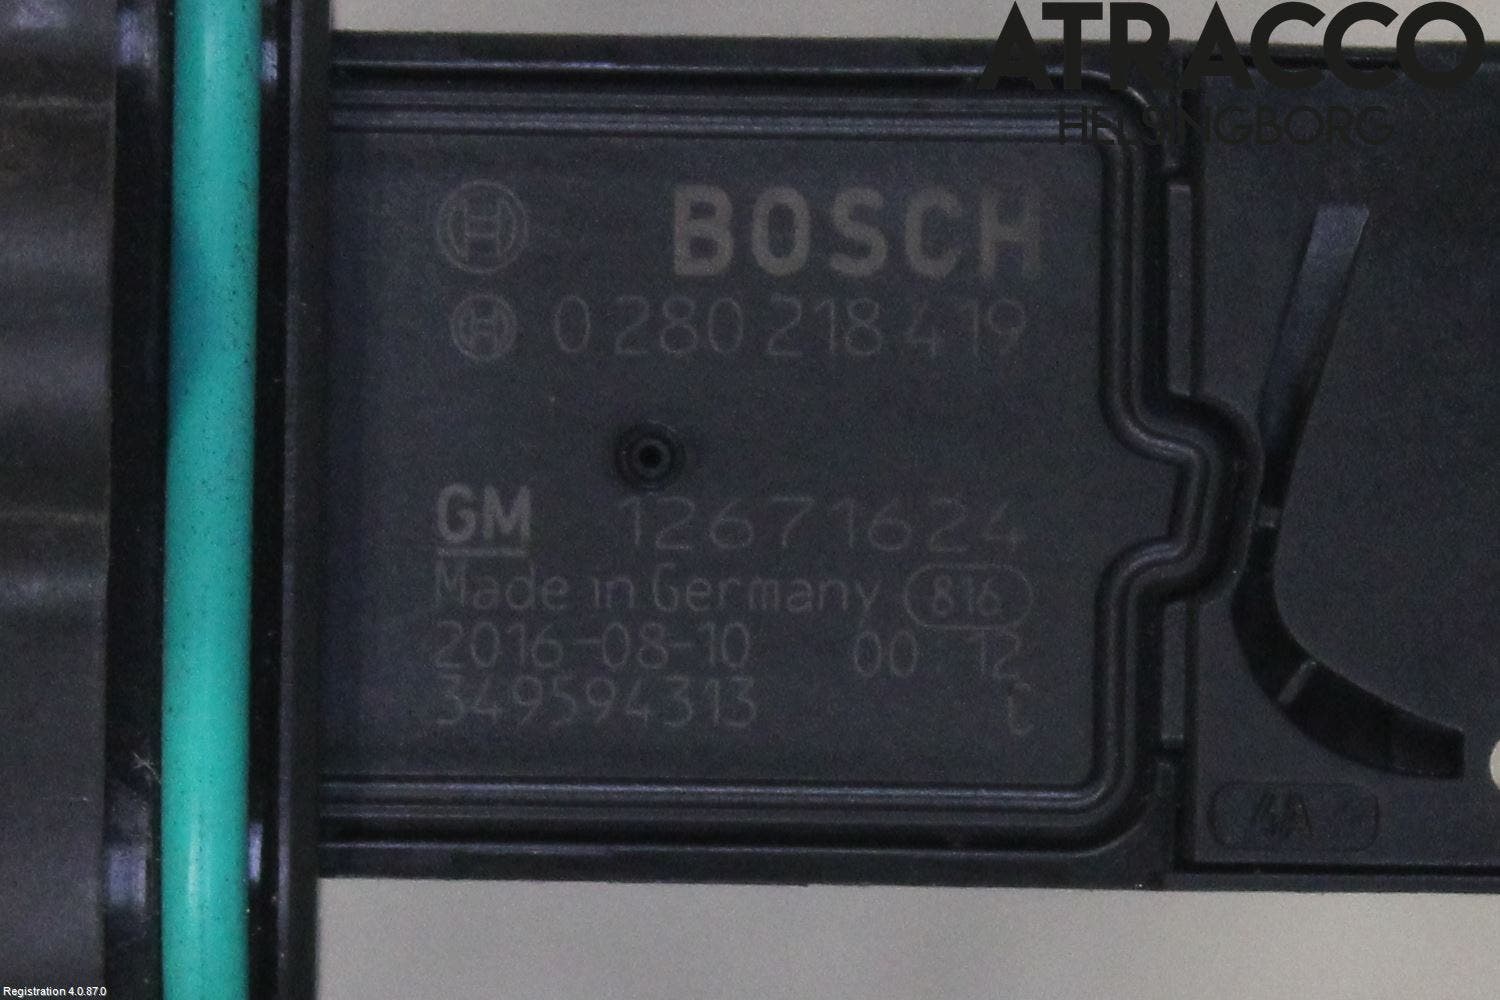 ATRACCO
HELSINGBORG
BOSCH
0 280 218 419
GM 12671624
Made in Germany 816
2016-08-10 00 12
349594313
4A
Registration 4.0.87.0